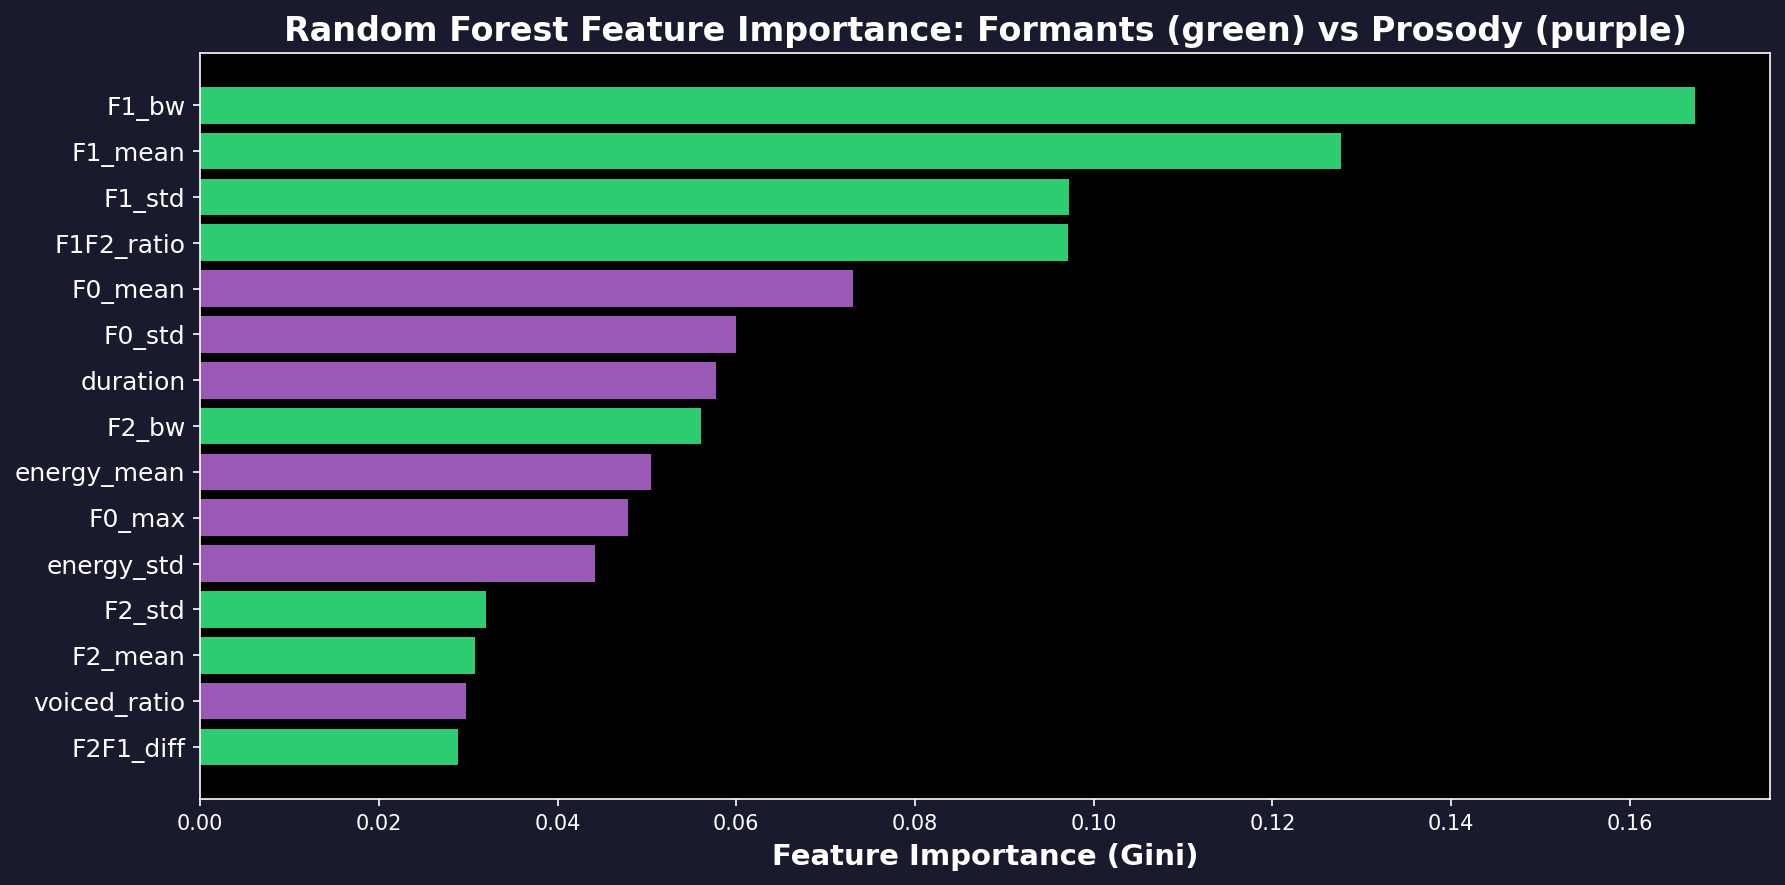 Random Forest Feature Importance: Formants (green) vs Prosody (purple)
F1_bw
F1_mean
F1_std
F1F2_ratio
F0_mean
F0_std
duration
F2_bw
energy_mean
F0_max
energy_std
F2_std
F2_mean
voiced_ratio
F2F1_diff
0.00 0.02 0.04 0.06 0.08 0.10 0.12 0.14 0.16
Feature Importance (Gini)